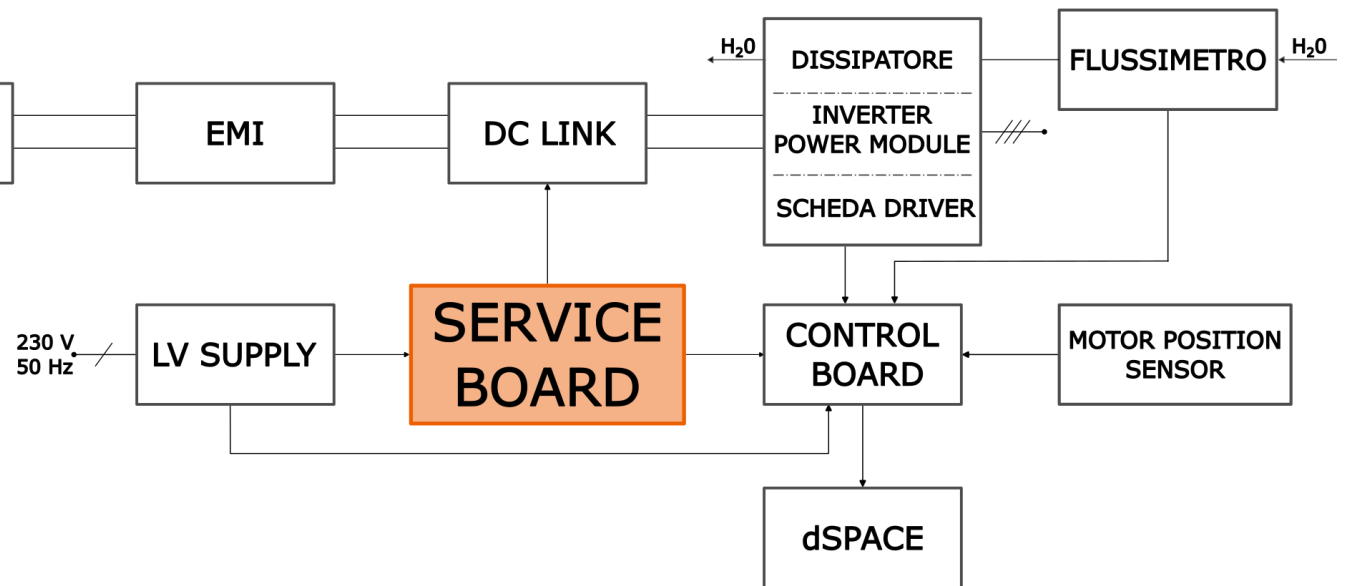 H₂0
DISSIPATORE
FLUSSIMETRO
H₂0
EMI
DC LINK
INVERTER
POWER MODULE
SCHEDA DRIVER
230 V
50 Hz
LV SUPPLY
SERVICE
BOARD
CONTROL
BOARD
MOTOR POSITION
SENSOR
dSPACE